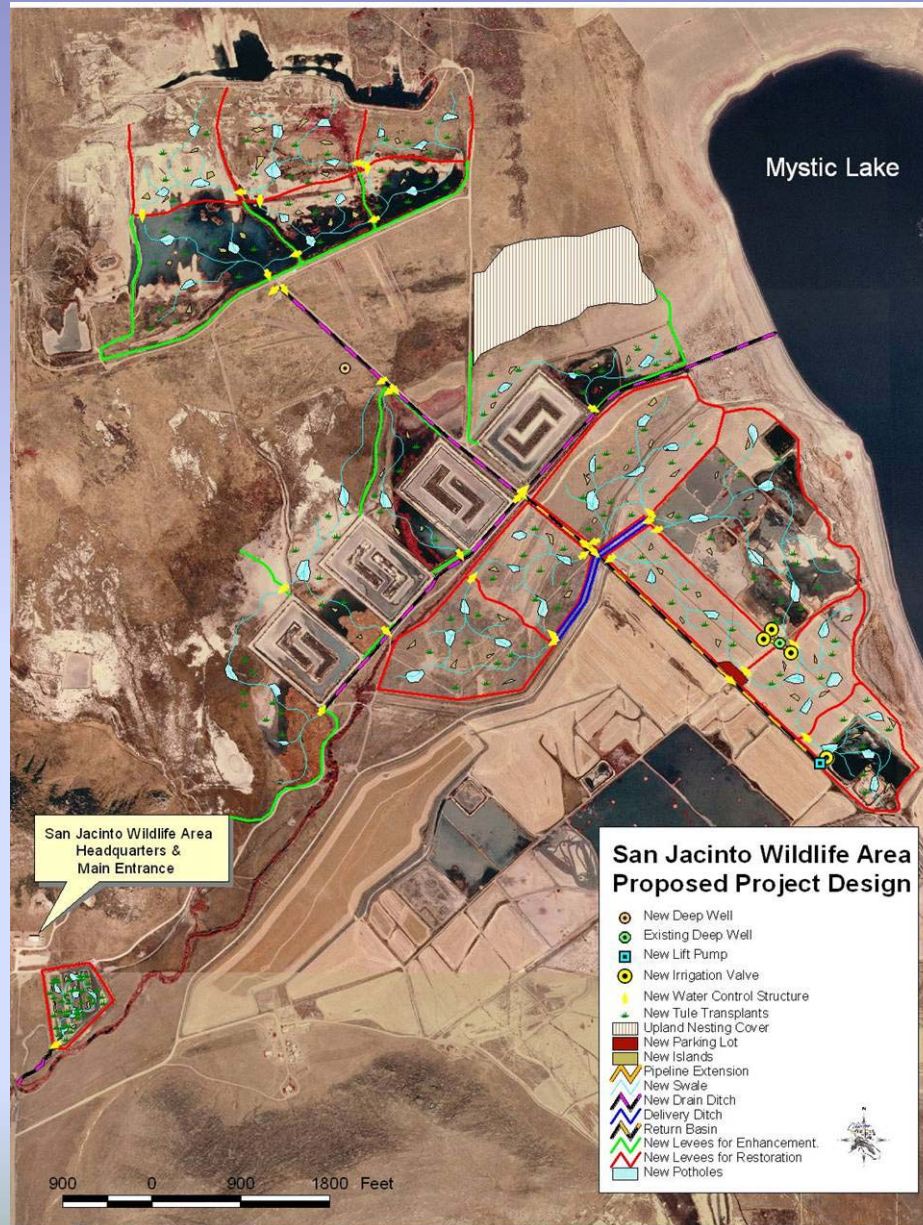 Mystic Lake
San Jacinto Wildlife Area
Headquarters &
Main Entrance
San Jacinto Wildlife Area
Proposed Project Design
New Deep Well
Existing Deep Well
New Lift Pump
New Irrigation Valve
New Water Control Structure
New Tule Transplants
Upland Nesting Cover
New Parking Lot
New Islands
Pipeline Extension
New Swale
New Drain Ditch
Delivery Ditch
Return Basin
New Levees for Enhancement.
New Levees for Restoration
New Potholes
N
900 0 900 1800 Feet